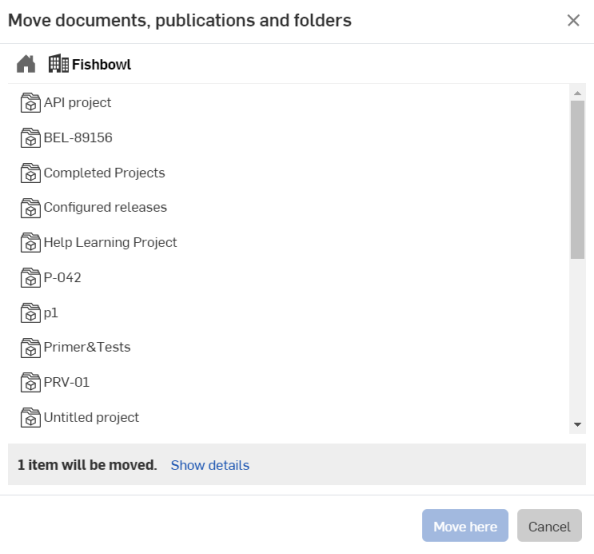 Move documents, publications and folders
Fishbowl
API project
BEL-89156
Completed Projects
Configured releases
Help Learning Project
P-042
p1
Primer&Tests
PRV-01
Untitled project
1 item will be moved. Show details
Move here Cancel